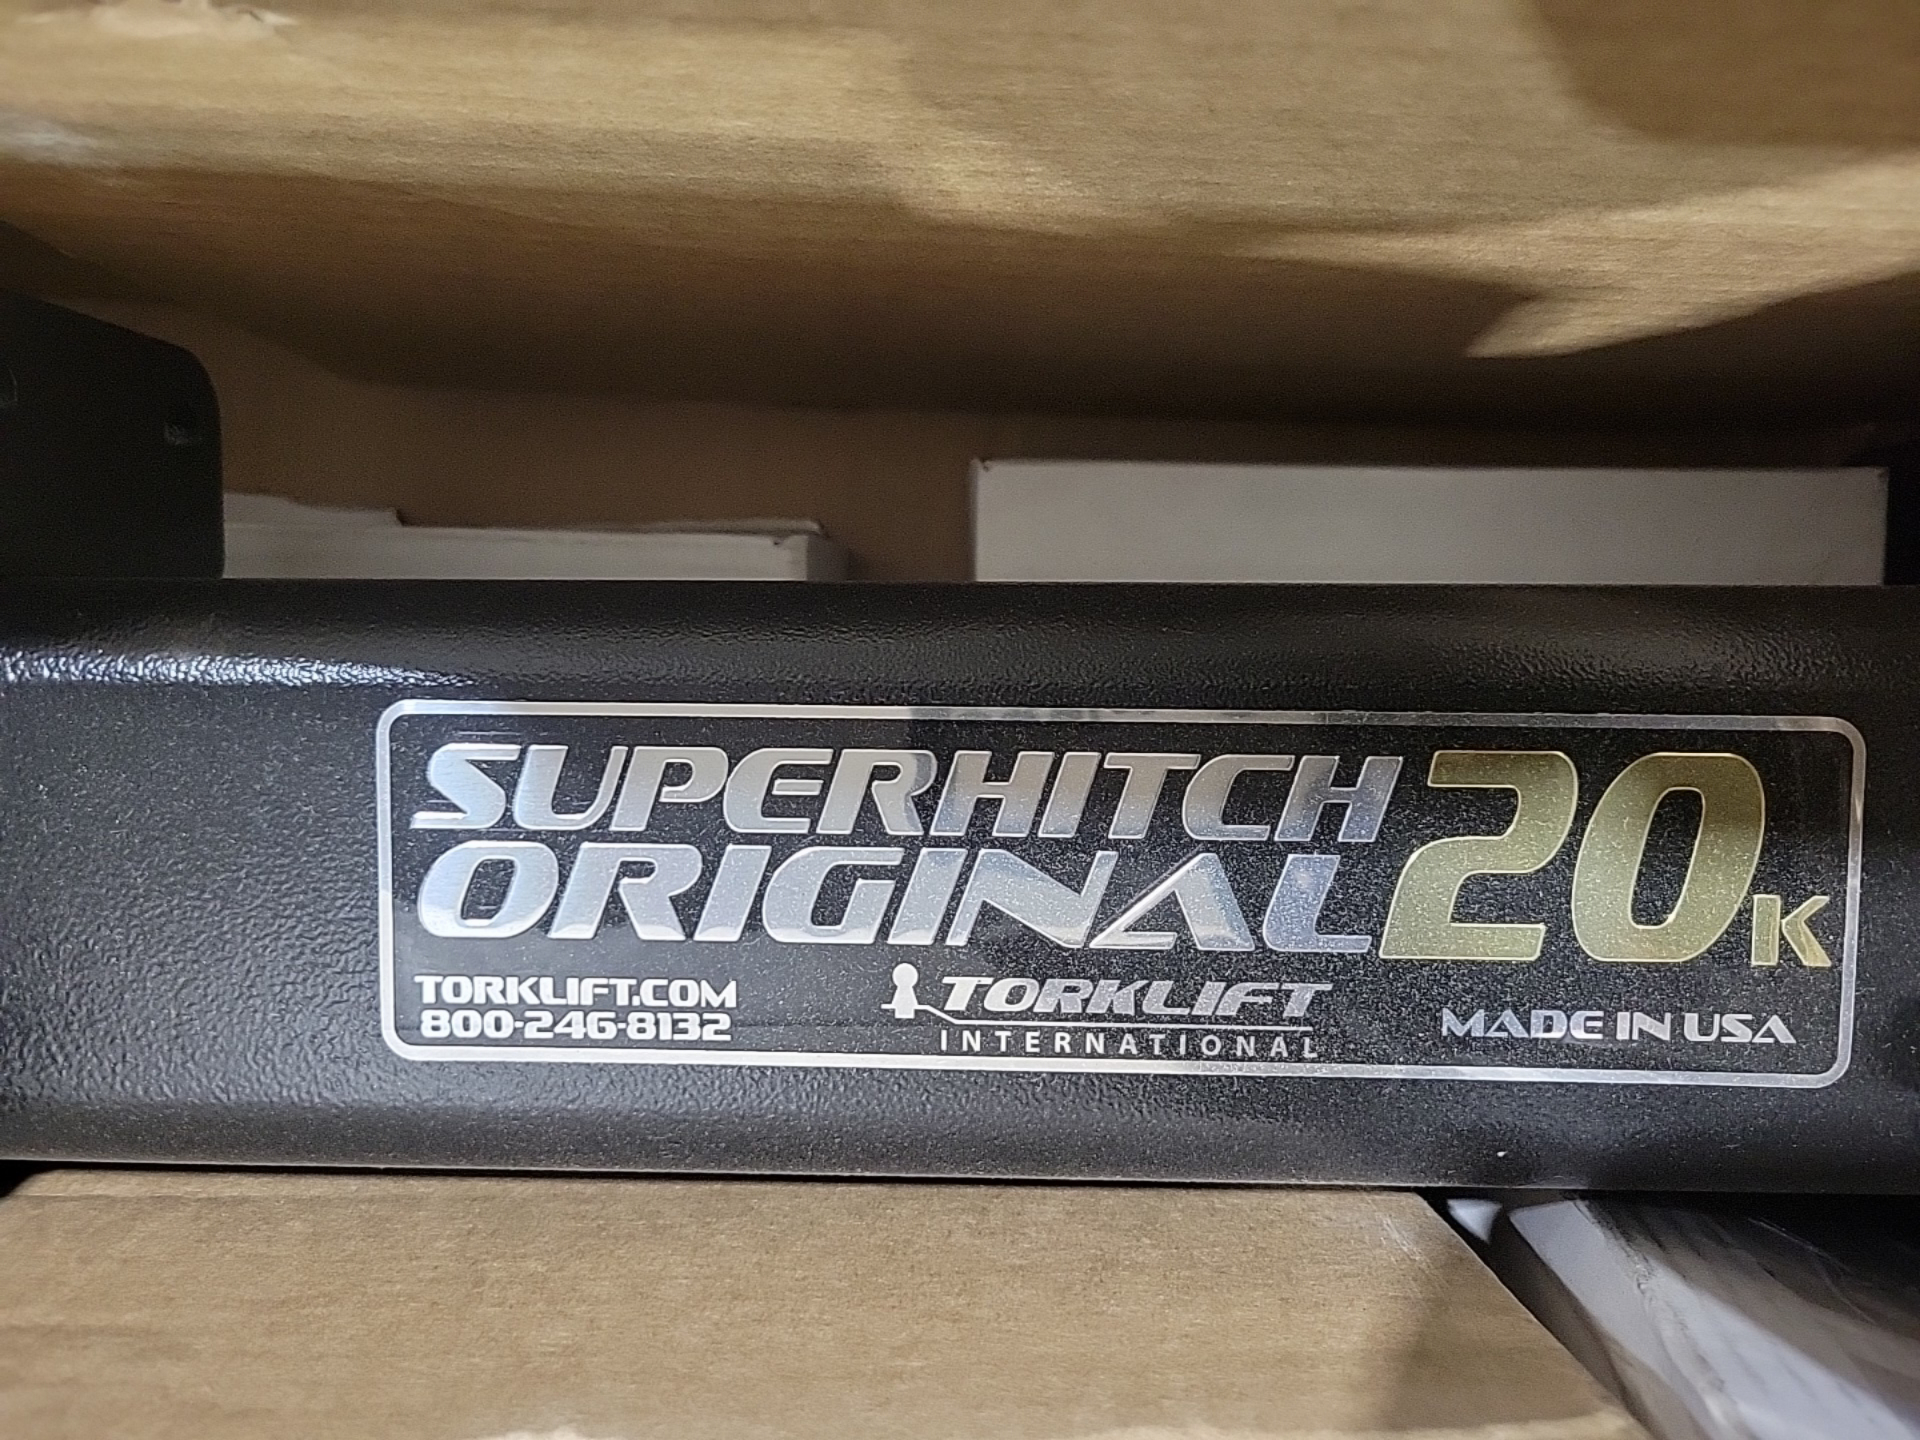 SUPERHITCH
ORIGINAL 20K
TORKLIFT.COM
800-246-8132
TORKLIFT
INTERNATIONAL
MADE IN USA